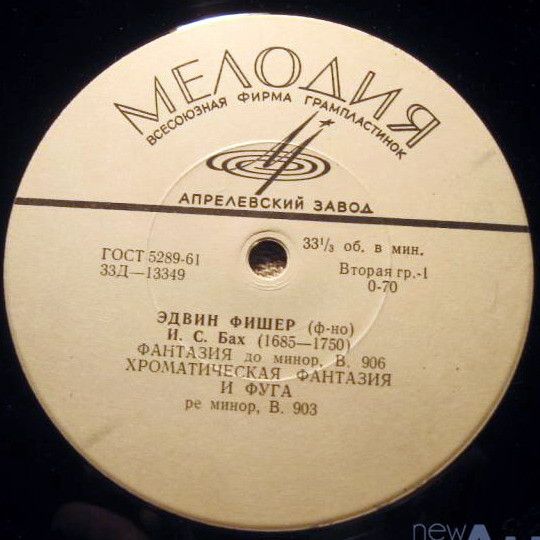 МЕЛОДИЯ
ВСЕСОЮЗНАЯ ФИРМА ГРАМПЛАСТИНОК
АПРЕЛЕВСКИЙ ЗАВОД
ГОСТ 5289-61
33Д—13349
33⅓ об. в мин.
Вторая гр.-1
0-70
ЭДВИН ФИШЕР (ф-но)
И. С. Бах (1685—1750)
ФАНТАЗИЯ до минор, В. 906
ХРОМАТИЧЕСКАЯ ФАНТАЗИЯ
И ФУГА
ре минор, В. 903
new